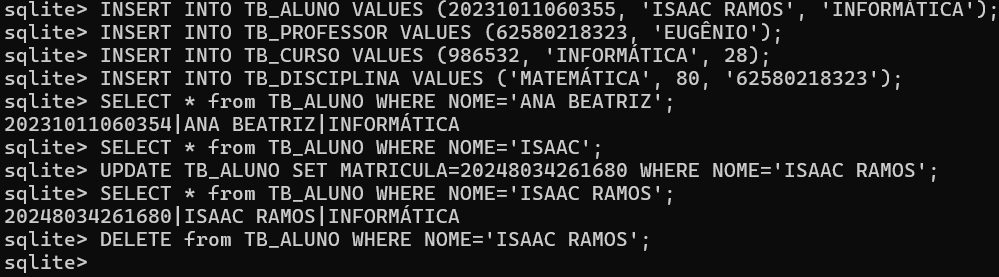 sqlite> INSERT INTO TB_ALUNO VALUES (20231011060355, 'ISAAC RAMOS', 'INFORMÁTICA');
sqlite> INSERT INTO TB_PROFESSOR VALUES (62580218323, 'EUGÊNIO');
sqlite> INSERT INTO TB_CURSO VALUES (986532, 'INFORMÁTICA', 28);
sqlite> INSERT INTO TB_DISCIPLINA VALUES ('MATEMÁTICA', 80, '62580218323');
sqlite> SELECT * from TB_ALUNO WHERE NOME='ANA BEATRIZ';
20231011060354|ANA BEATRIZ|INFORMÁTICA
sqlite> SELECT * from TB_ALUNO WHERE NOME='ISAAC';
sqlite> UPDATE TB_ALUNO SET MATRICULA=20248034261680 WHERE NOME='ISAAC RAMOS';
sqlite> SELECT * from TB_ALUNO WHERE NOME='ISAAC RAMOS';
20248034261680|ISAAC RAMOS|INFORMÁTICA
sqlite> DELETE from TB_ALUNO WHERE NOME='ISAAC RAMOS';
sqlite>